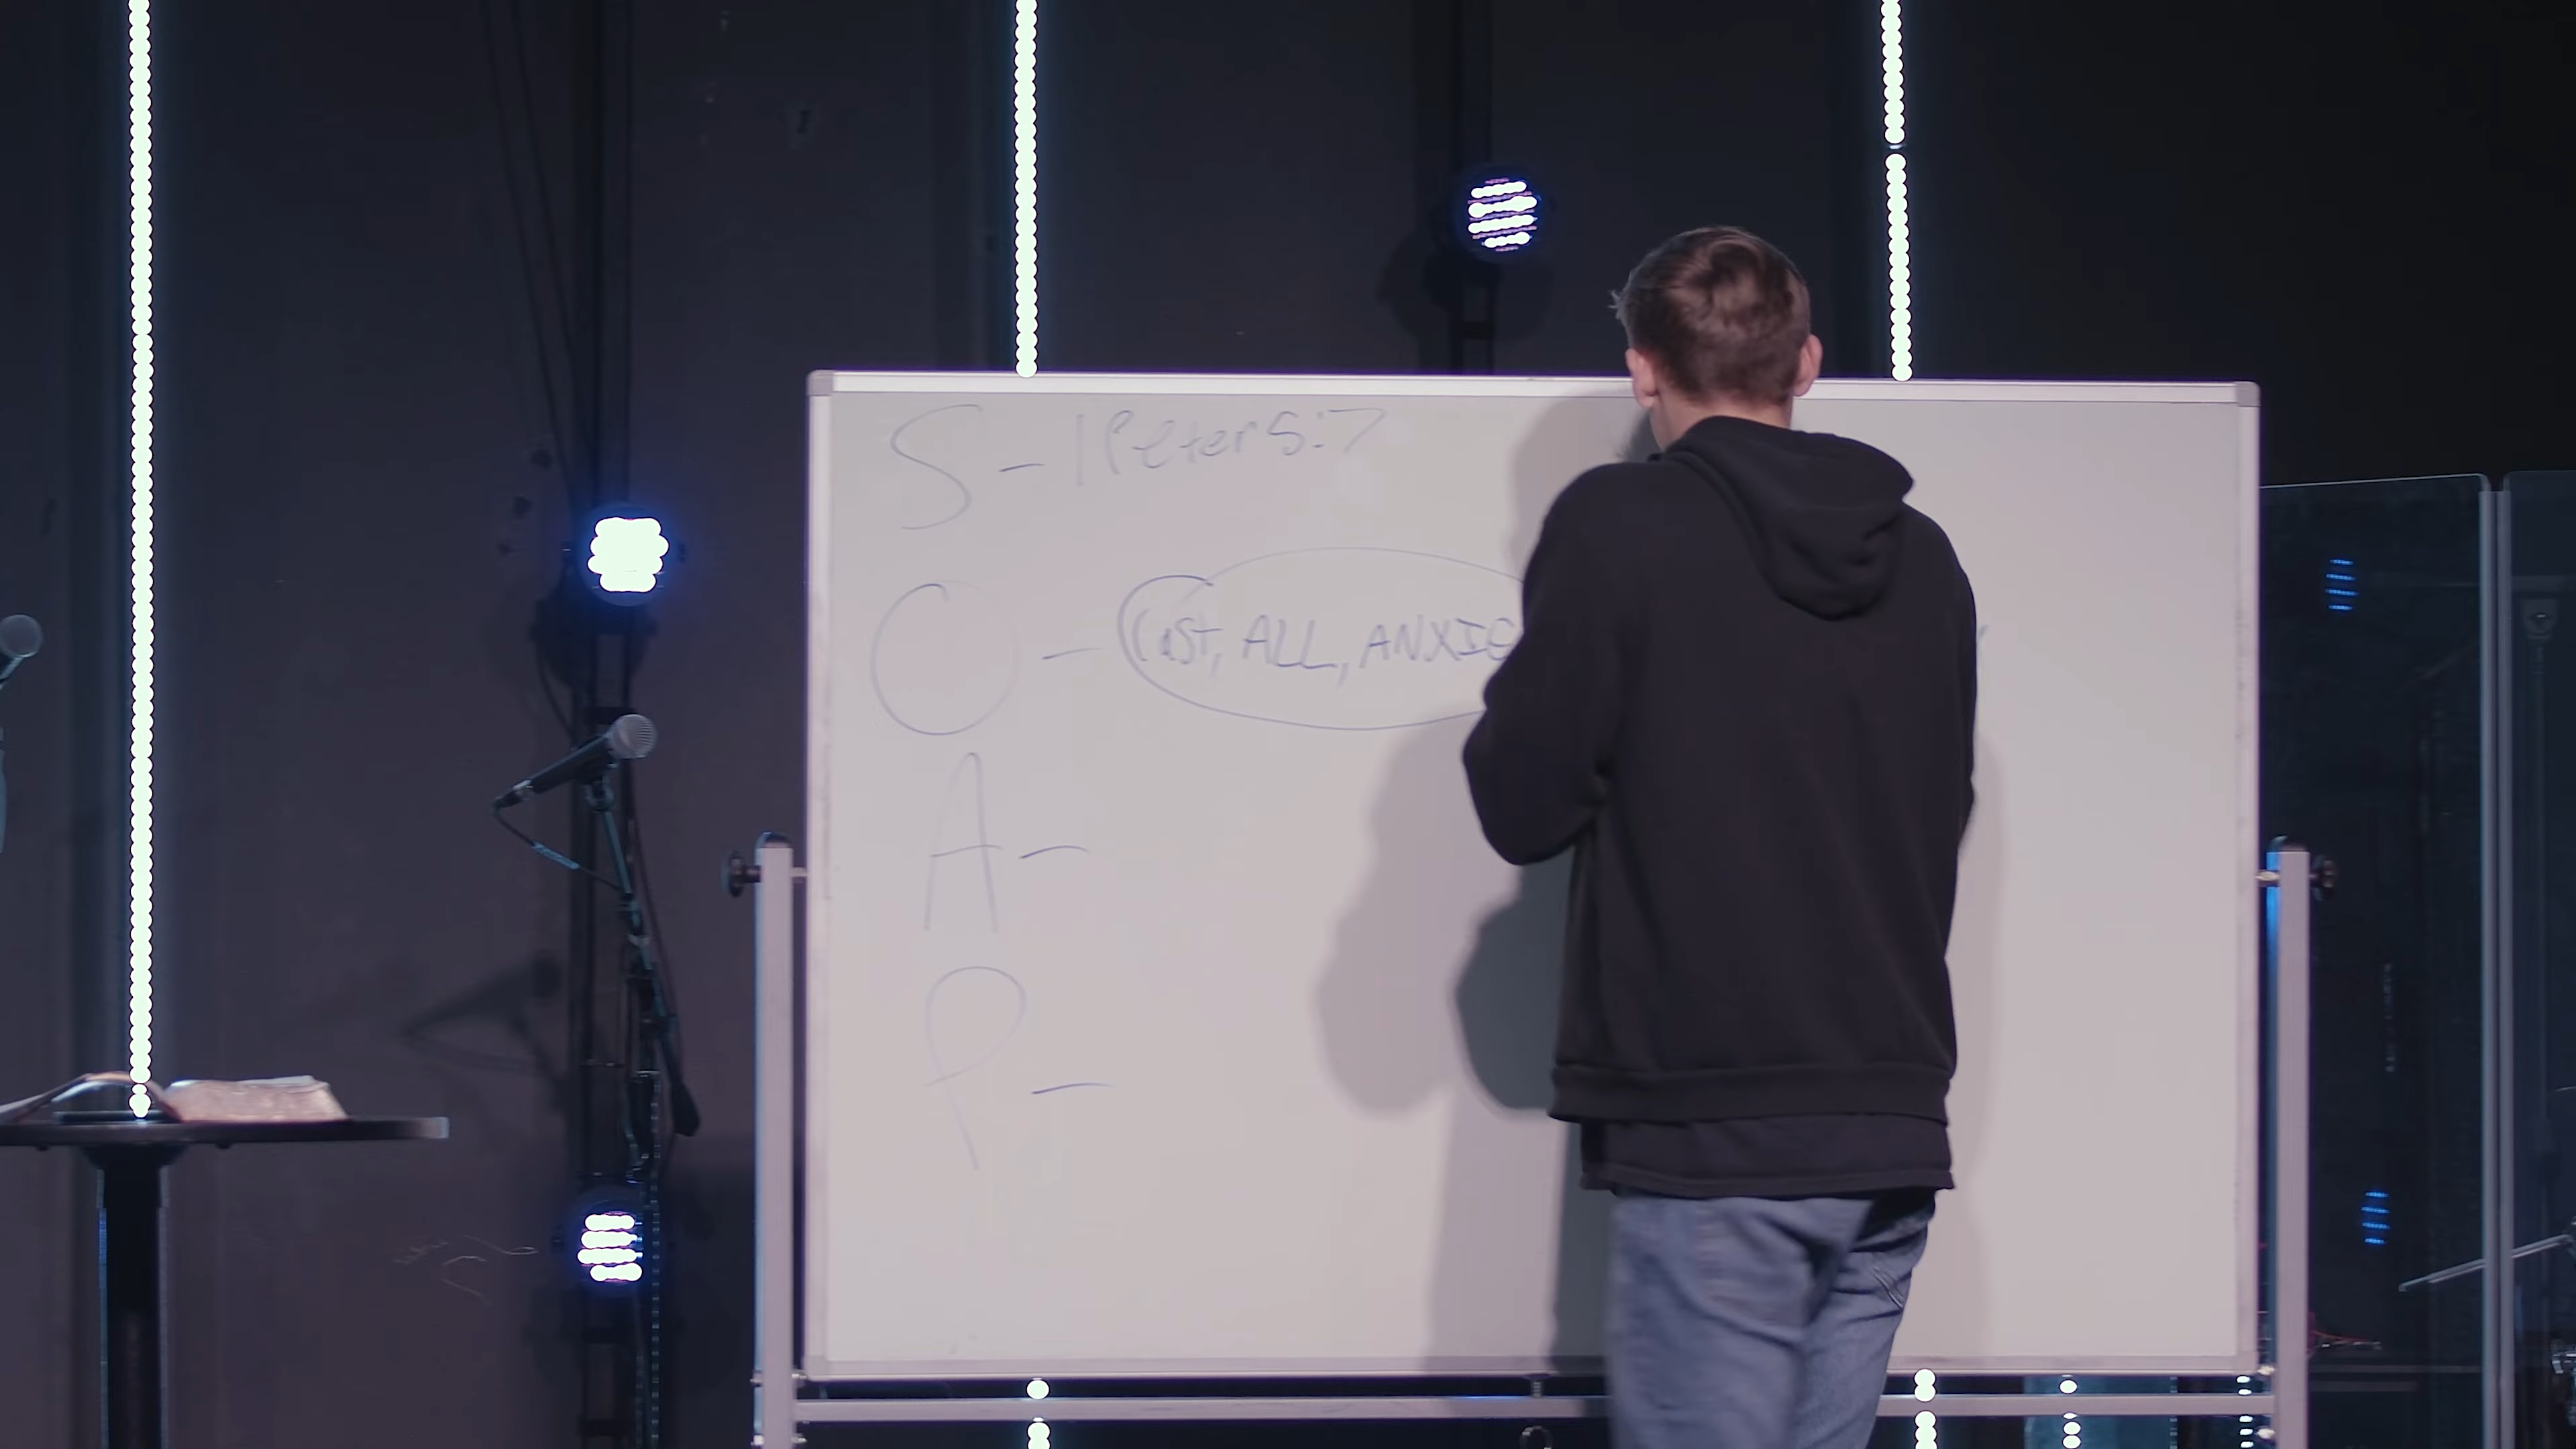 S - 1 Peter 5:7
O - Cast, ALL, ANXIE
A -
P -